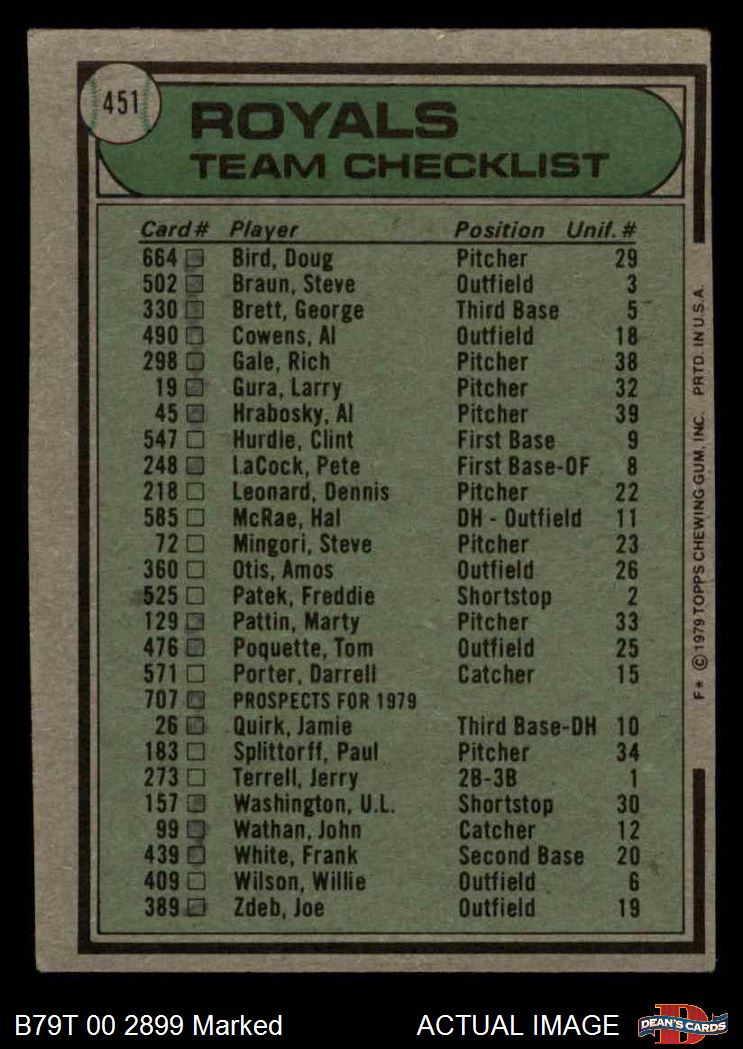 451
ROYALS
TEAM CHECKLIST
Card # Player Position Unif. #
664 Bird, Doug Pitcher 29
502 Braun, Steve Outfield 3
330 Brett, George Third Base 5
490 Cowens, Al Outfield 18
298 Gale, Rich Pitcher 38
19 Gura, Larry Pitcher 32
45 Hrabosky, Al Pitcher 39
547 Hurdle, Clint First Base 9
248 LaCock, Pete First Base-OF 8
218 Leonard, Dennis Pitcher 22
585 McRae, Hal DH - Outfield 11
72 Mingori, Steve Pitcher 23
360 Otis, Amos Outfield 26
525 Patek, Freddie Shortstop 2
129 Pattin, Marty Pitcher 33
476 Poquette, Tom Outfield 25
571 Porter, Darrell Catcher 15
707 PROSPECTS FOR 1979
26 Quirk, Jamie Third Base-DH 10
183 Splittorff, Paul Pitcher 34
273 Terrell, Jerry 2B-3B 1
157 Washington, U.L. Shortstop 30
99 Wathan, John Catcher 12
439 White, Frank Second Base 20
409 Wilson, Willie Outfield 6
389 Zdeb, Joe Outfield 19
F* © 1979 TOPPS CHEWING GUM, INC. PRTD. IN U.S.A.
B79T 00 2899 Marked ACTUAL IMAGE
DEAN'S CARDS